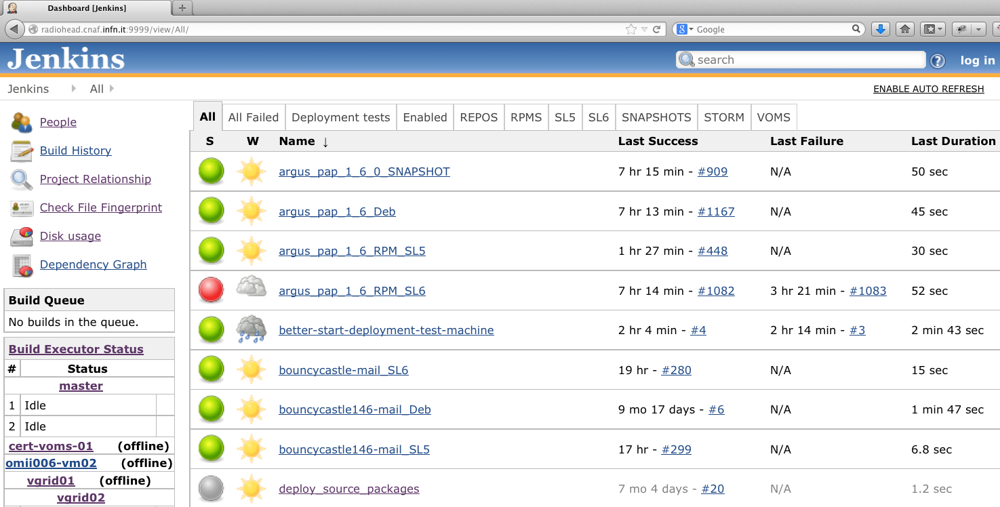 Dashboard [Jenkins]
radiohead.cnaf.infn.it:9999/view/All/
Google
Jenkins
search
log in
Jenkins All
ENABLE AUTO REFRESH
People
Build History
Project Relationship
Check File Fingerprint
Disk usage
Dependency Graph
Build Queue
No builds in the queue.
Build Executor Status
# Status
master
1 Idle
2 Idle
cert-voms-01 (offline)
omii006-vm02 (offline)
vgrid01 (offline)
vgrid02
All All Failed Deployment tests Enabled REPOS RPMS SL5 SL6 SNAPSHOTS STORM VOMS
S W Name ↓ Last Success Last Failure Last Duration
argus_pap_1_6_0_SNAPSHOT 7 hr 15 min - #909 N/A 50 sec
argus_pap_1_6_Deb 7 hr 13 min - #1167 N/A 45 sec
argus_pap_1_6_RPM_SL5 1 hr 27 min - #448 N/A 30 sec
argus_pap_1_6_RPM_SL6 7 hr 14 min - #1082 3 hr 21 min - #1083 52 sec
better-start-deployment-test-machine 2 hr 4 min - #4 2 hr 14 min - #3 2 min 43 sec
bouncycastle-mail_SL6 19 hr - #280 N/A 15 sec
bouncycastle146-mail_Deb 9 mo 17 days - #6 N/A 1 min 47 sec
bouncycastle146-mail_SL5 17 hr - #299 N/A 6.8 sec
deploy_source_packages 7 mo 4 days - #20 N/A 1.2 sec